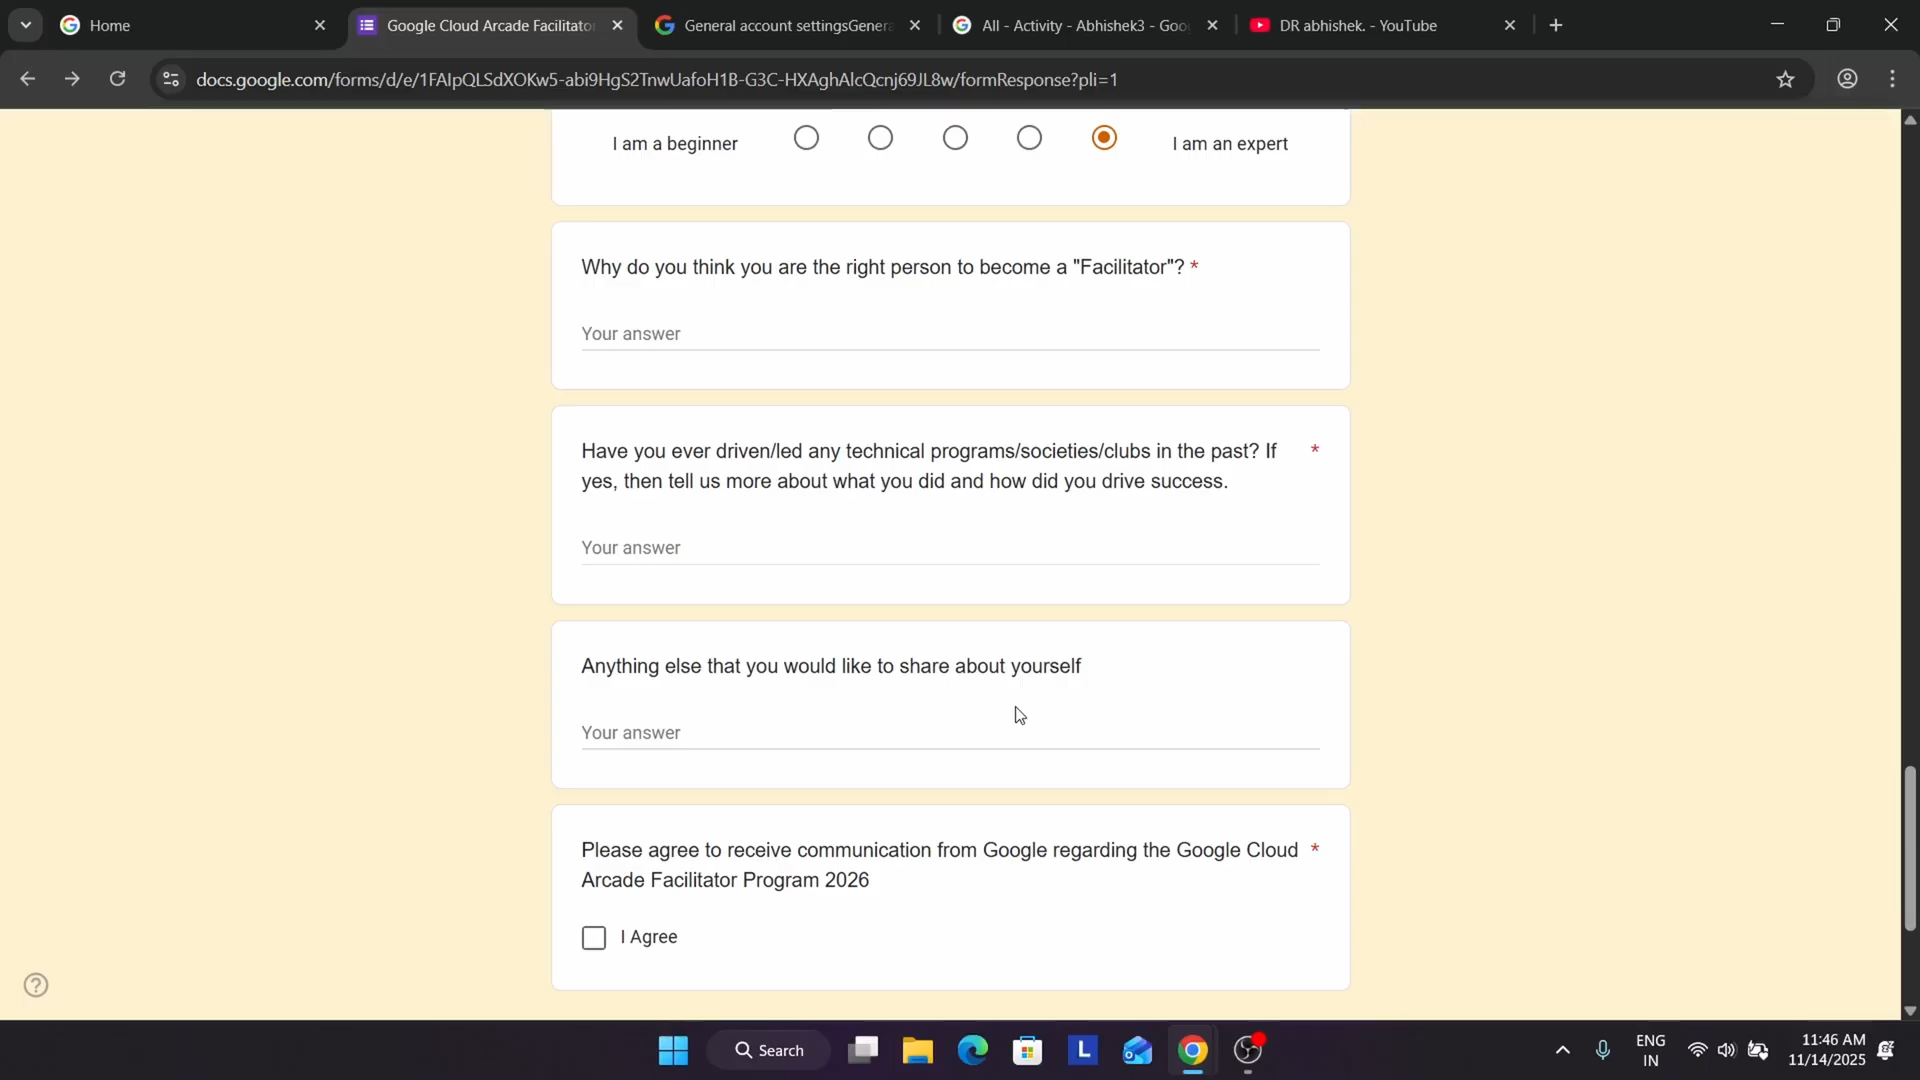 Home
Google Cloud Arcade Facilitato
General account settingsGenera
All - Activity - Abhishek3 - Goo
DR abhishek. - YouTube
docs.google.com/forms/d/e/1FAIpQLSdXOKw5-abi9HgS2TnwUafoH1B-G3C-HXAghAlcQcnj69JL8w/formResponse?pli=1
I am a beginner
I am an expert
Why do you think you are the right person to become a "Facilitator"? *
Your answer
Have you ever driven/led any technical programs/societies/clubs in the past? If *
yes, then tell us more about what you did and how did you drive success.
Your answer
Anything else that you would like to share about yourself
Your answer
Please agree to receive communication from Google regarding the Google Cloud *
Arcade Facilitator Program 2026
I Agree
Search
L
ENG
IN
11:46 AM
11/14/2025